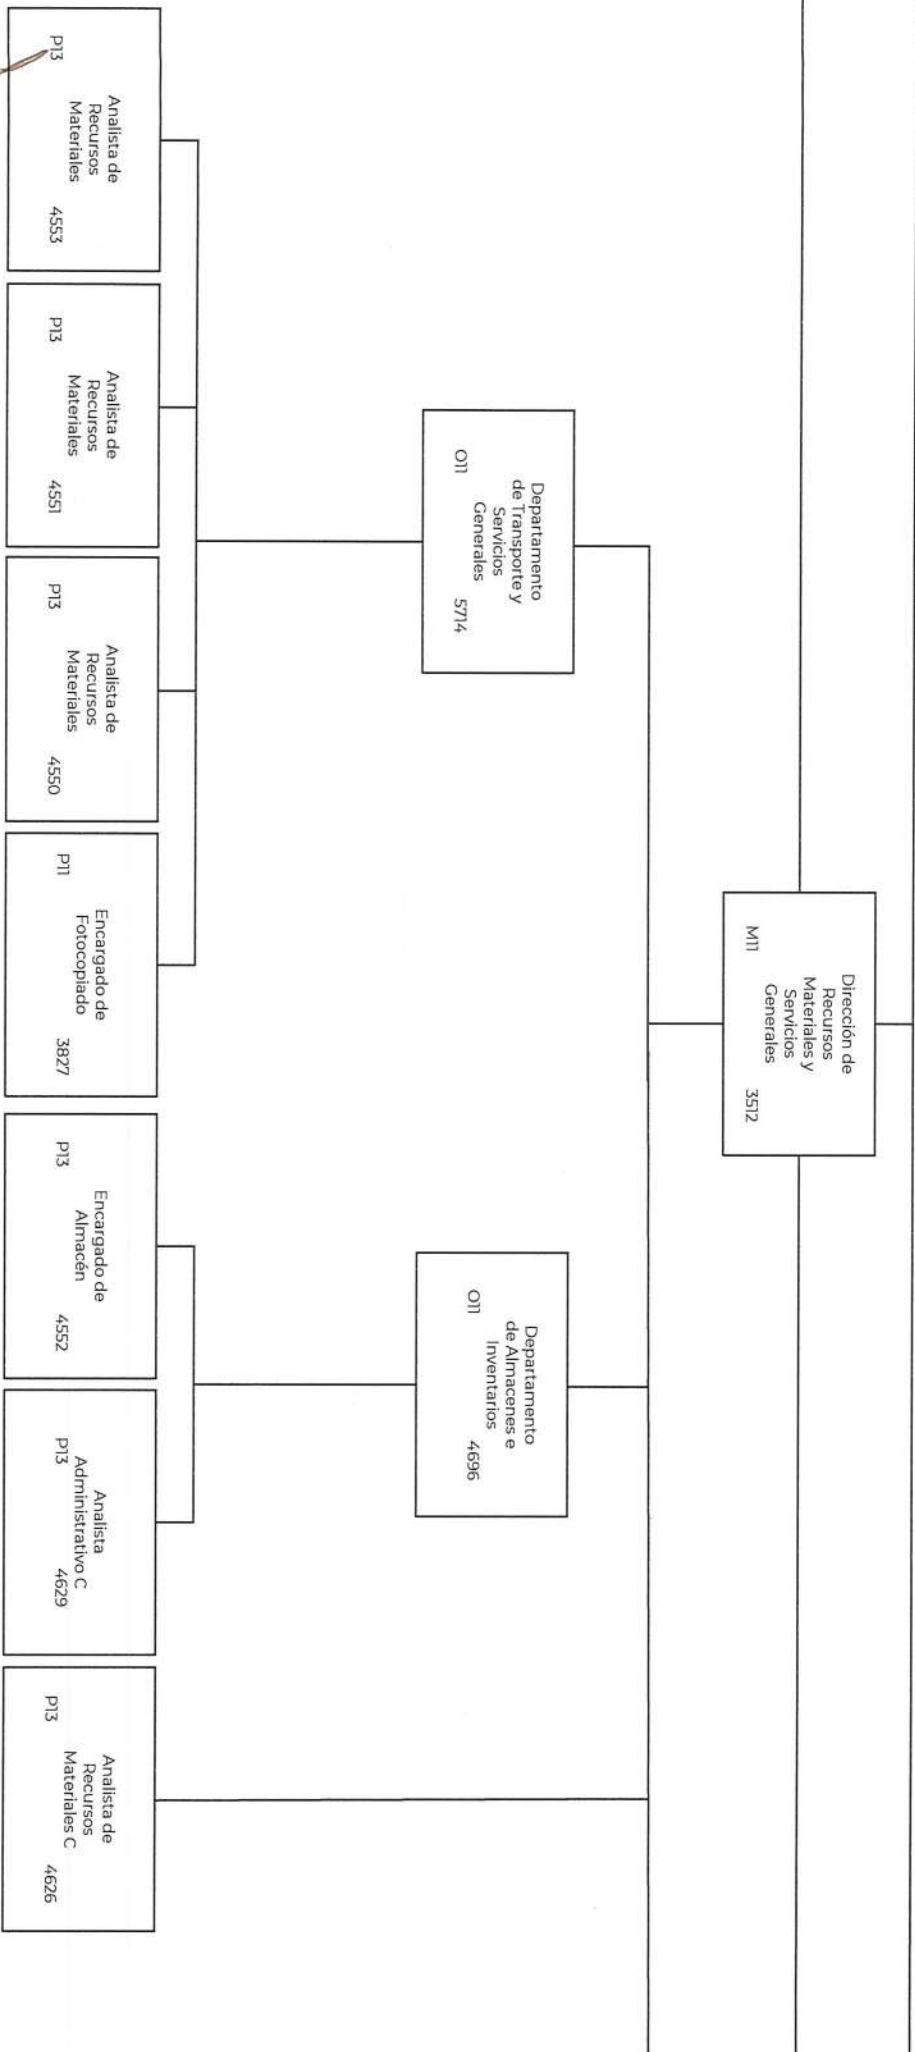 Dirección de
Recursos
Materiales y
Servicios
Generales
M11
3512
Departamento
de Transporte y
Servicios
Generales
O11
5714
Departamento
de Almacenes e
Inventarios
O11
4696
Analista de
Recursos
Materiales
P13
4553
Analista de
Recursos
Materiales
P13
4551
Analista de
Recursos
Materiales
P13
4550
Encargado de
Fotocopiado
P11
3827
Encargado de
Almacén
P13
4552
Analista
Administrativo C
P13
4629
Analista de
Recursos
Materiales C
P13
4626